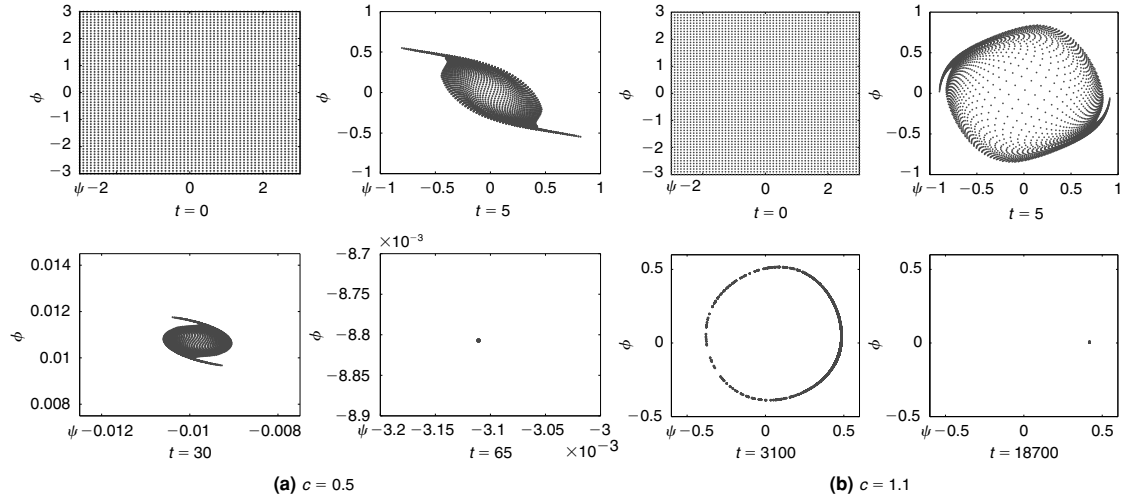 3
2
1
0
−1
−2
−3
ϕ
ψ −2 0 2
t = 0
1
0.5
0
−0.5
−1
ϕ
ψ −1 −0.5 0 0.5 1
t = 5
3
2
1
0
−1
−2
−3
ϕ
ψ −2 0 2
t = 0
1
0.5
0
−0.5
−1
ϕ
ψ −1 −0.5 0 0.5 1
t = 5
0.014
0.012
0.01
0.008
ϕ
ψ −0.012 −0.01 −0.008
t = 30
×10⁻³
−8.7
−8.75
−8.8
−8.85
−8.9
ϕ
ψ −3.2 −3.15 −3.1 −3.05 −3
t = 65 ×10⁻³
0.5
0
−0.5
ϕ
ψ −0.5 0 0.5
t = 3100
0.5
0
−0.5
ϕ
ψ −0.5 0 0.5
t = 18700
(a) c = 0.5
(b) c = 1.1